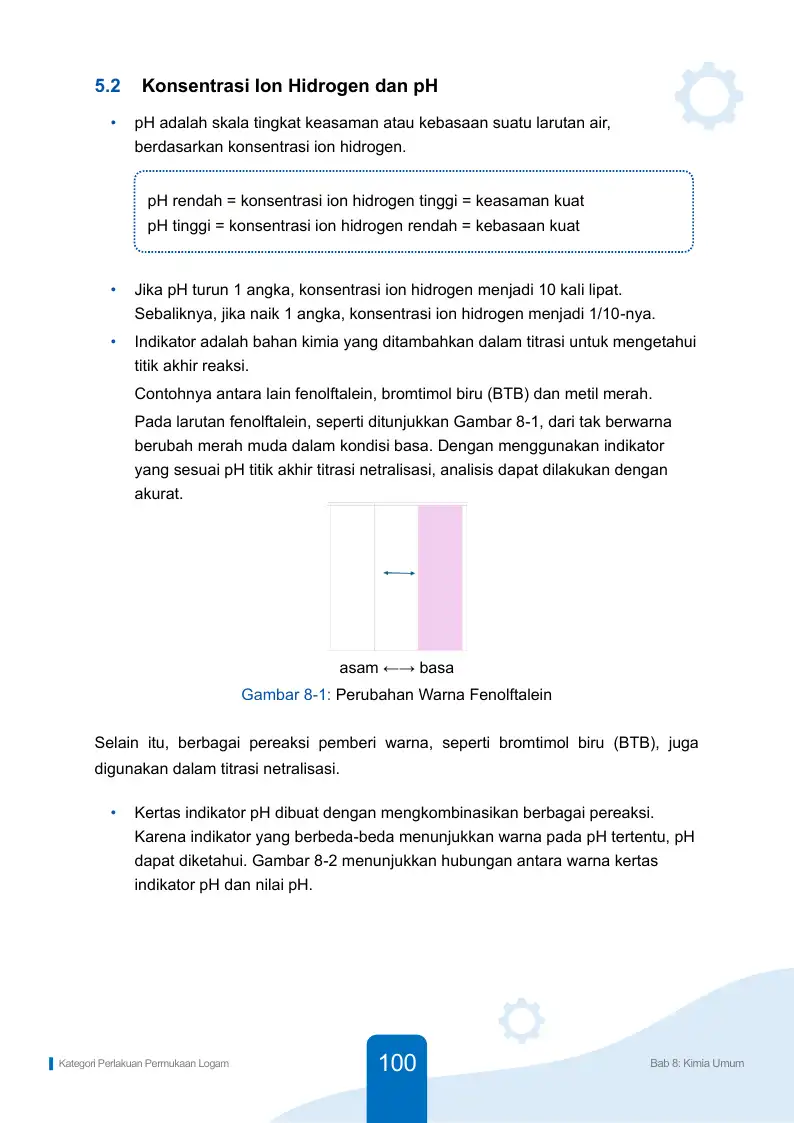 5.2 Konsentrasi Ion Hidrogen dan pH
• pH adalah skala tingkat keasaman atau kebasaan suatu larutan air,
berdasarkan konsentrasi ion hidrogen.
pH rendah = konsentrasi ion hidrogen tinggi = keasaman kuat
pH tinggi = konsentrasi ion hidrogen rendah = kebasaan kuat
• Jika pH turun 1 angka, konsentrasi ion hidrogen menjadi 10 kali lipat.
Sebaliknya, jika naik 1 angka, konsentrasi ion hidrogen menjadi 1/10-nya.
• Indikator adalah bahan kimia yang ditambahkan dalam titrasi untuk mengetahui
titik akhir reaksi.
Contohnya antara lain fenolftalein, bromtimol biru (BTB) dan metil merah.
Pada larutan fenolftalein, seperti ditunjukkan Gambar 8-1, dari tak berwarna
berubah merah muda dalam kondisi basa. Dengan menggunakan indikator
yang sesuai pH titik akhir titrasi netralisasi, analisis dapat dilakukan dengan
akurat.
asam ←→ basa
Gambar 8-1: Perubahan Warna Fenolftalein
Selain itu, berbagai pereaksi pemberi warna, seperti bromtimol biru (BTB), juga
digunakan dalam titrasi netralisasi.
• Kertas indikator pH dibuat dengan mengkombinasikan berbagai pereaksi.
Karena indikator yang berbeda-beda menunjukkan warna pada pH tertentu, pH
dapat diketahui. Gambar 8-2 menunjukkan hubungan antara warna kertas
indikator pH dan nilai pH.
Kategori Perlakuan Permukaan Logam
100
Bab 8: Kimia Umum